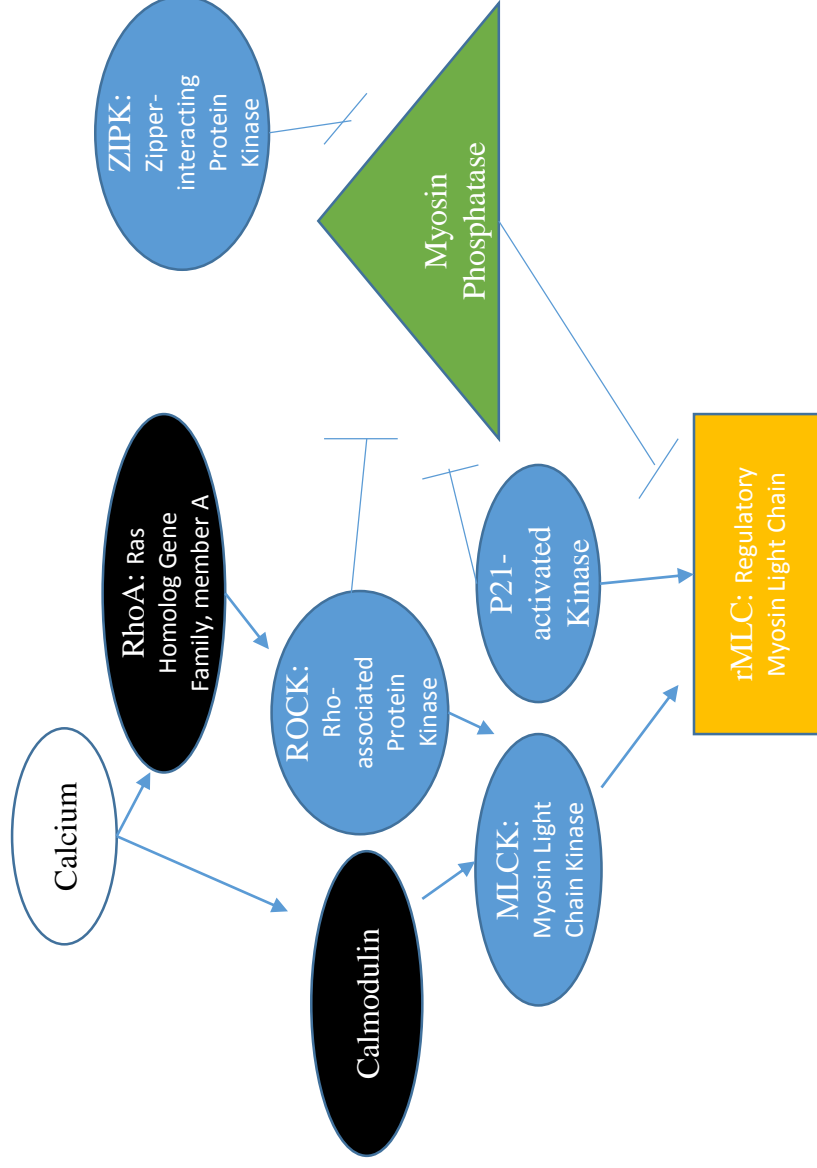 Calcium
RhoA: Ras
Homolog Gene
Family, member A
ZIPK:
Zipper-
interacting
Protein
Kinase
Calmodulin
ROCK:
Rho-
associated
Protein
Kinase
Myosin
Phosphatase
MLCK:
Myosin Light
Chain Kinase
P21-
activated
Kinase
rMLC: Regulatory
Myosin Light Chain